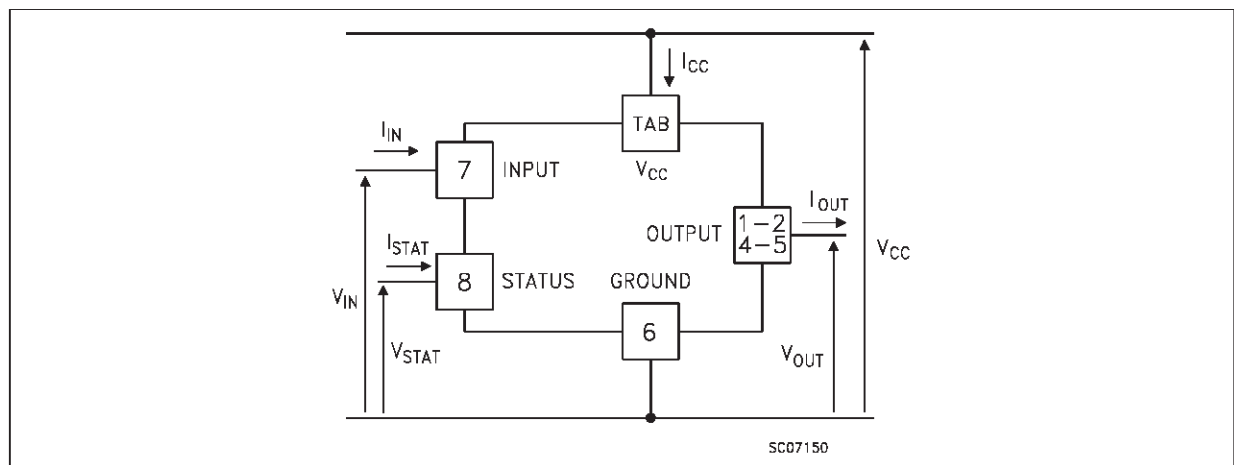 I_CC
TAB
V_CC
I_IN
7 INPUT
I_STAT
8 STATUS
V_IN
V_STAT
GROUND
6
OUTPUT
1-2
4-5
I_OUT
V_CC
V_OUT
SC07150